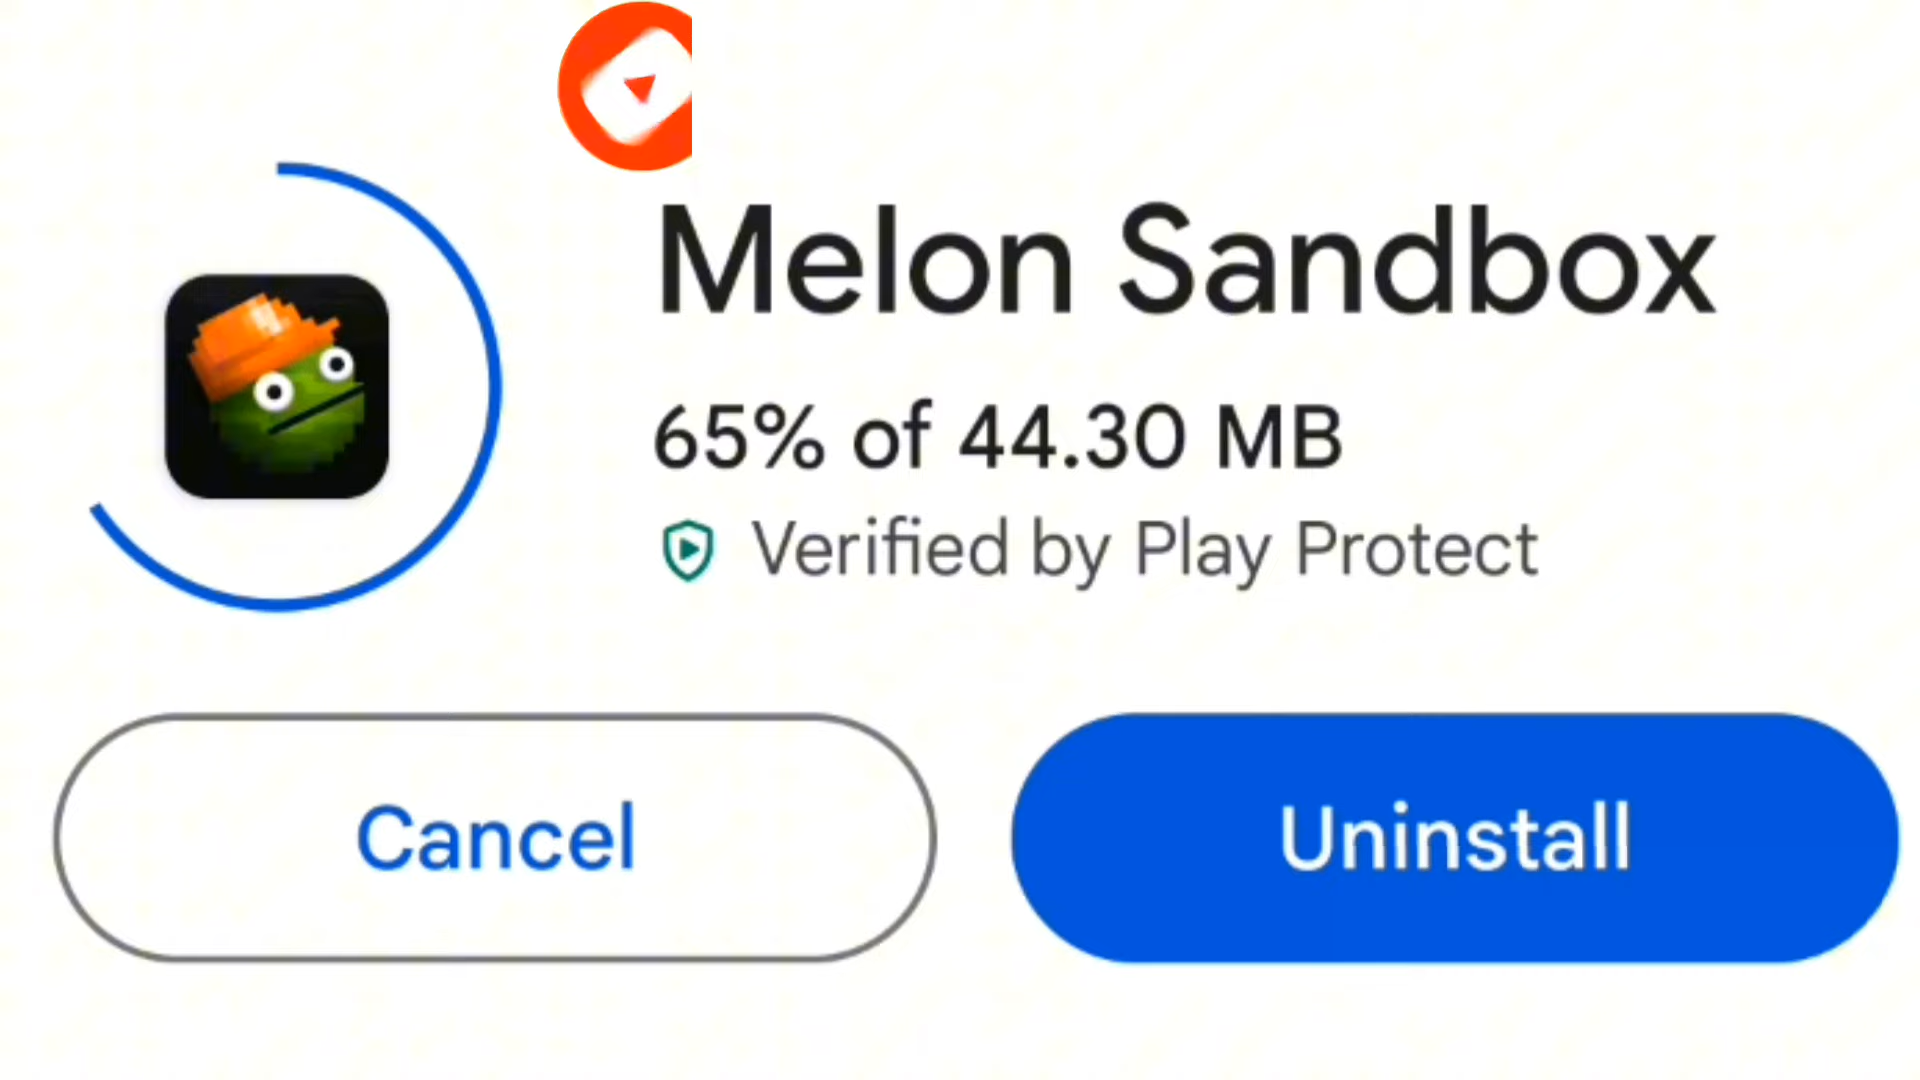 Melon Sandbox
65% of 44.30 MB
Verified by Play Protect
Cancel
Uninstall